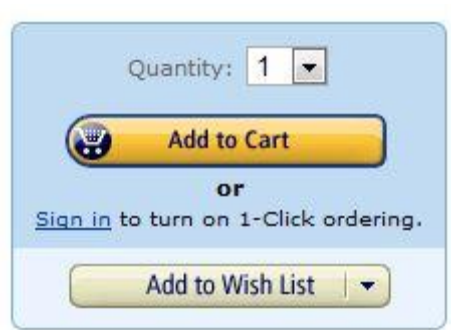 Quantity: 1
Add to Cart
or
Sign in to turn on 1-Click ordering.
Add to Wish List